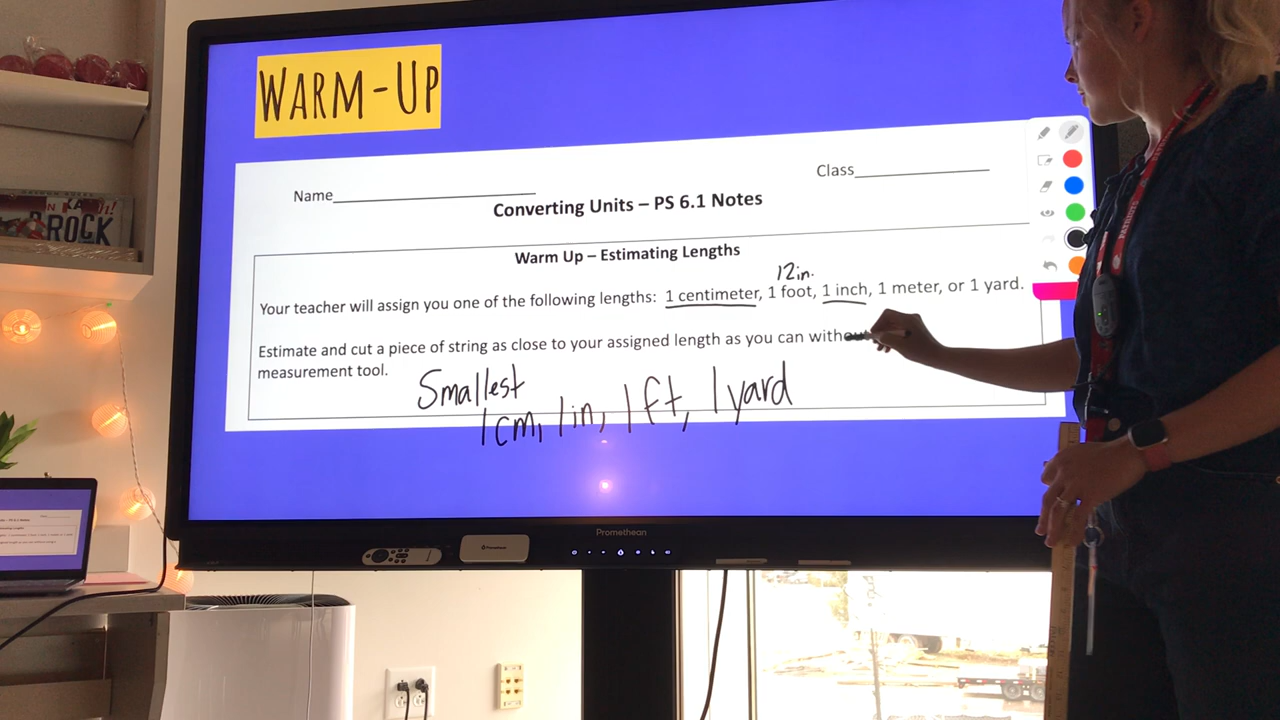 WARM-UP
Name Class
Converting Units – PS 6.1 Notes
Warm Up – Estimating Lengths
12in.
Your teacher will assign you one of the following lengths: 1 centimeter, 1 foot, 1 inch, 1 meter, or 1 yard.
Estimate and cut a piece of string as close to your assigned length as you can
measurement tool.
Smallest
1cm, 1in, 1ft, 1yard
Promethean
ROCK
PATRIOTS